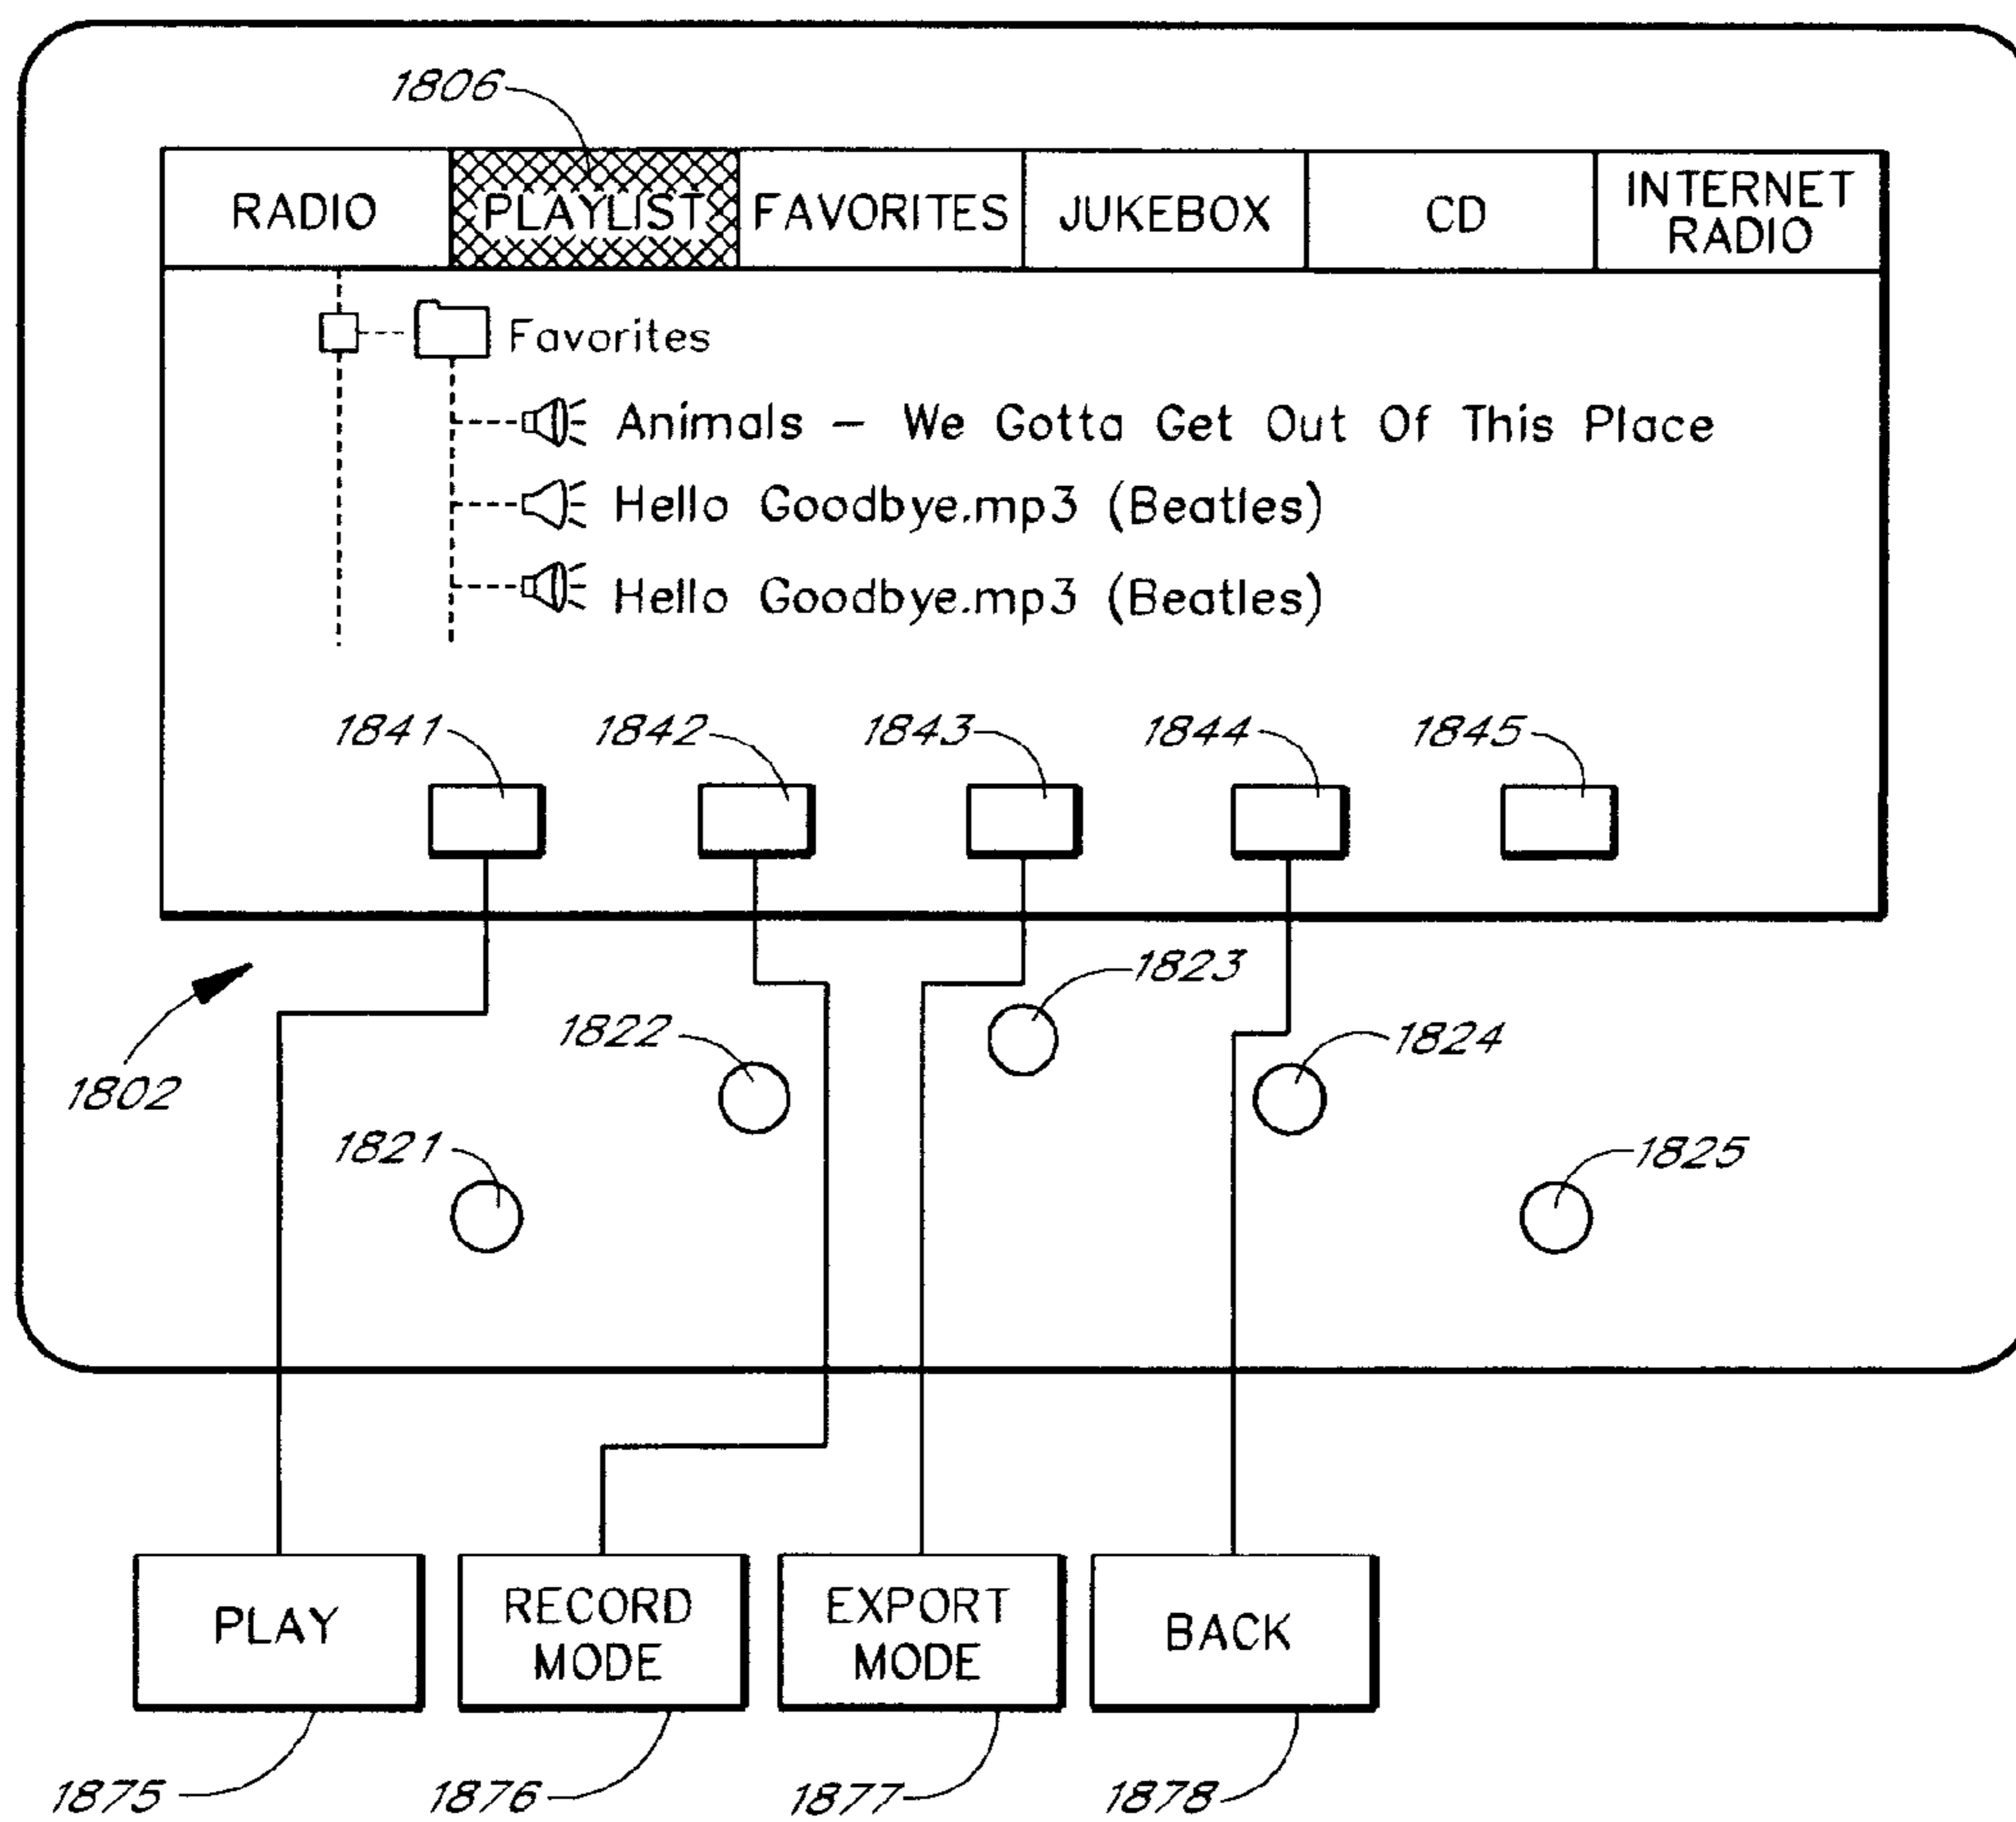 1806
RADIO PLAYLIST FAVORITES JUKEBOX CD INTERNET RADIO
Favorites
Animals – We Gotta Get Out Of This Place
Hello Goodbye.mp3 (Beatles)
Hello Goodbye.mp3 (Beatles)
1841 1842 1843 1844 1845
1823
1822 1824
1802
1821 1825
PLAY RECORD MODE EXPORT MODE BACK
1875 1876 1877 1878